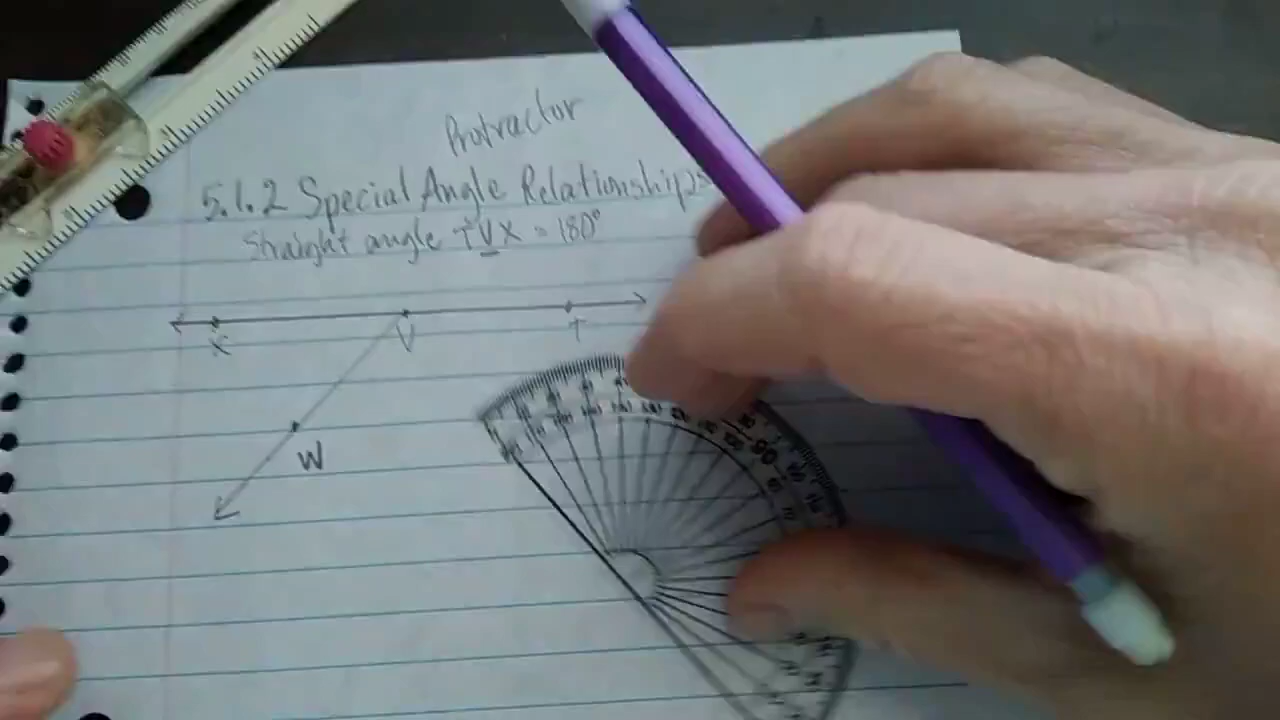 Protractor
5.1.2 Special Angle Relationships
Straight angle TVX = 180°
X V T
W